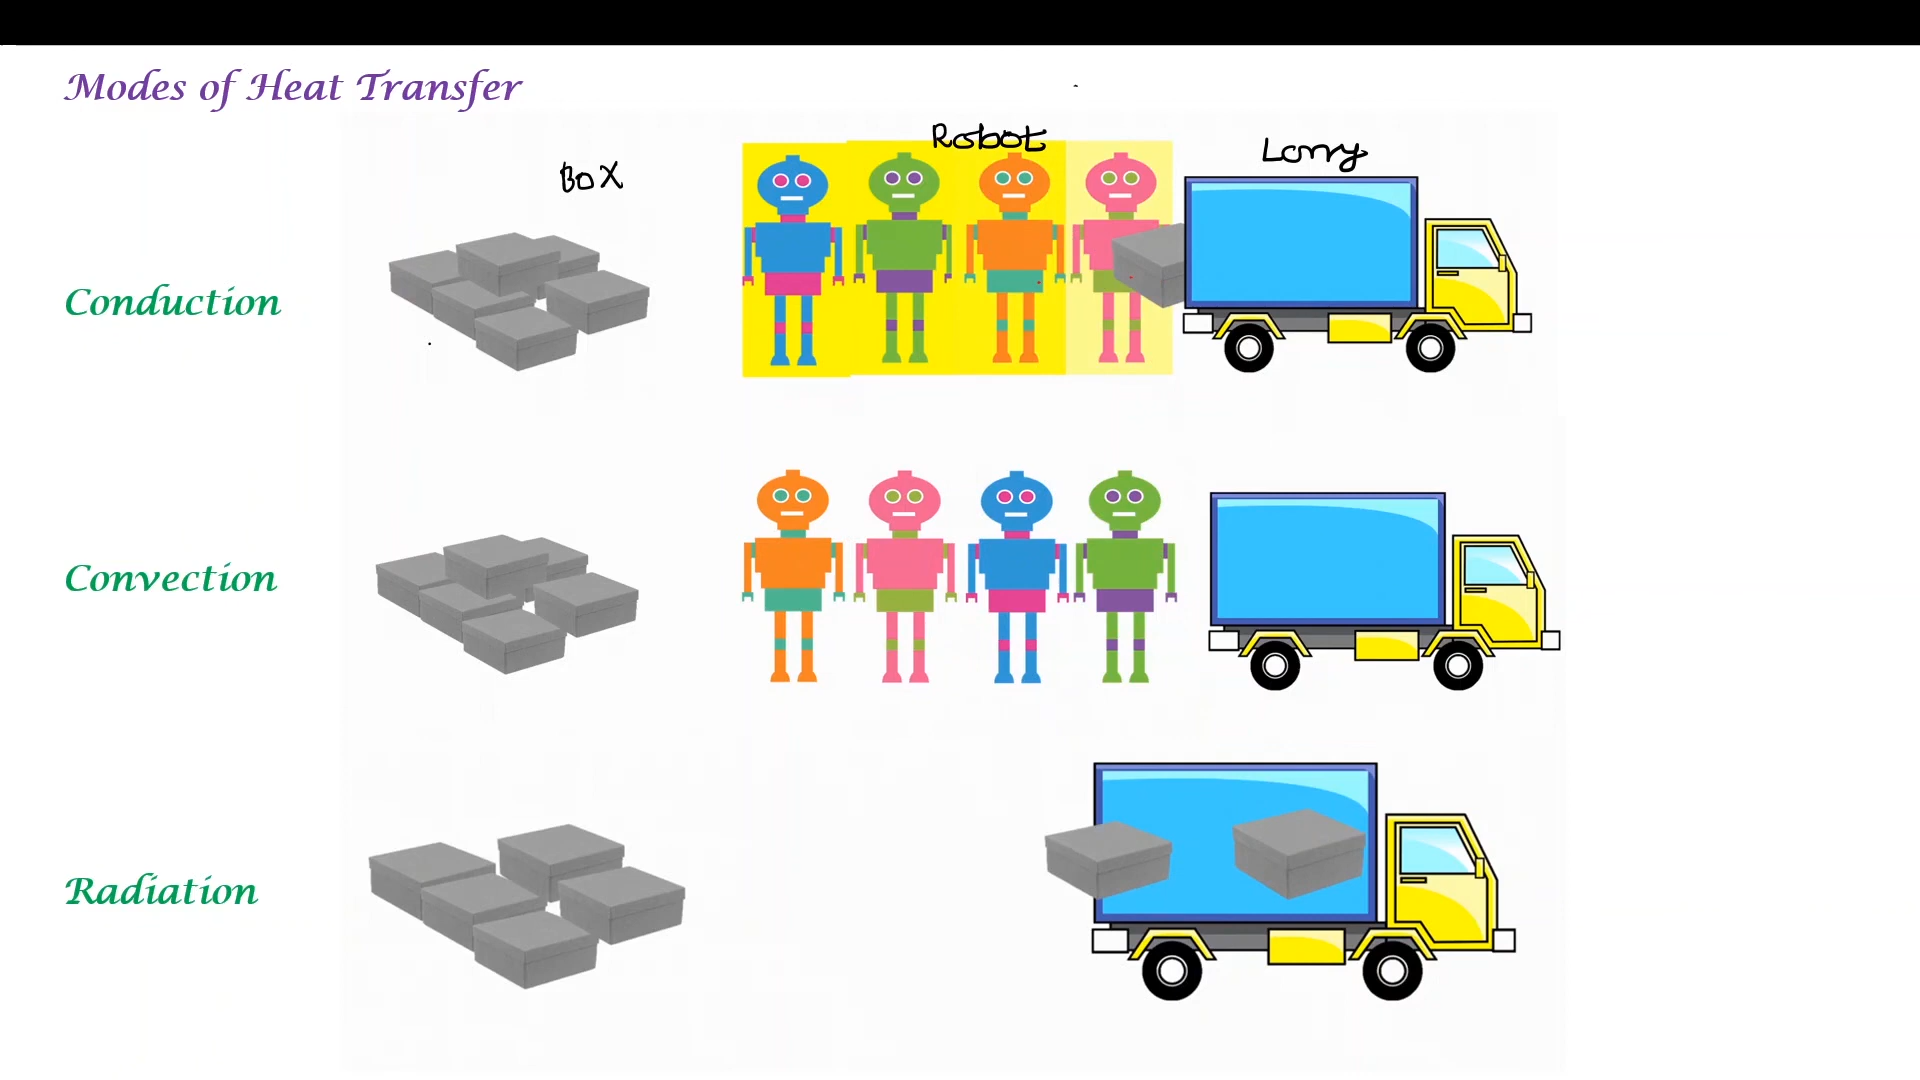 Modes of Heat Transfer
Robot
Lorry
Box
Conduction
Convection
Radiation